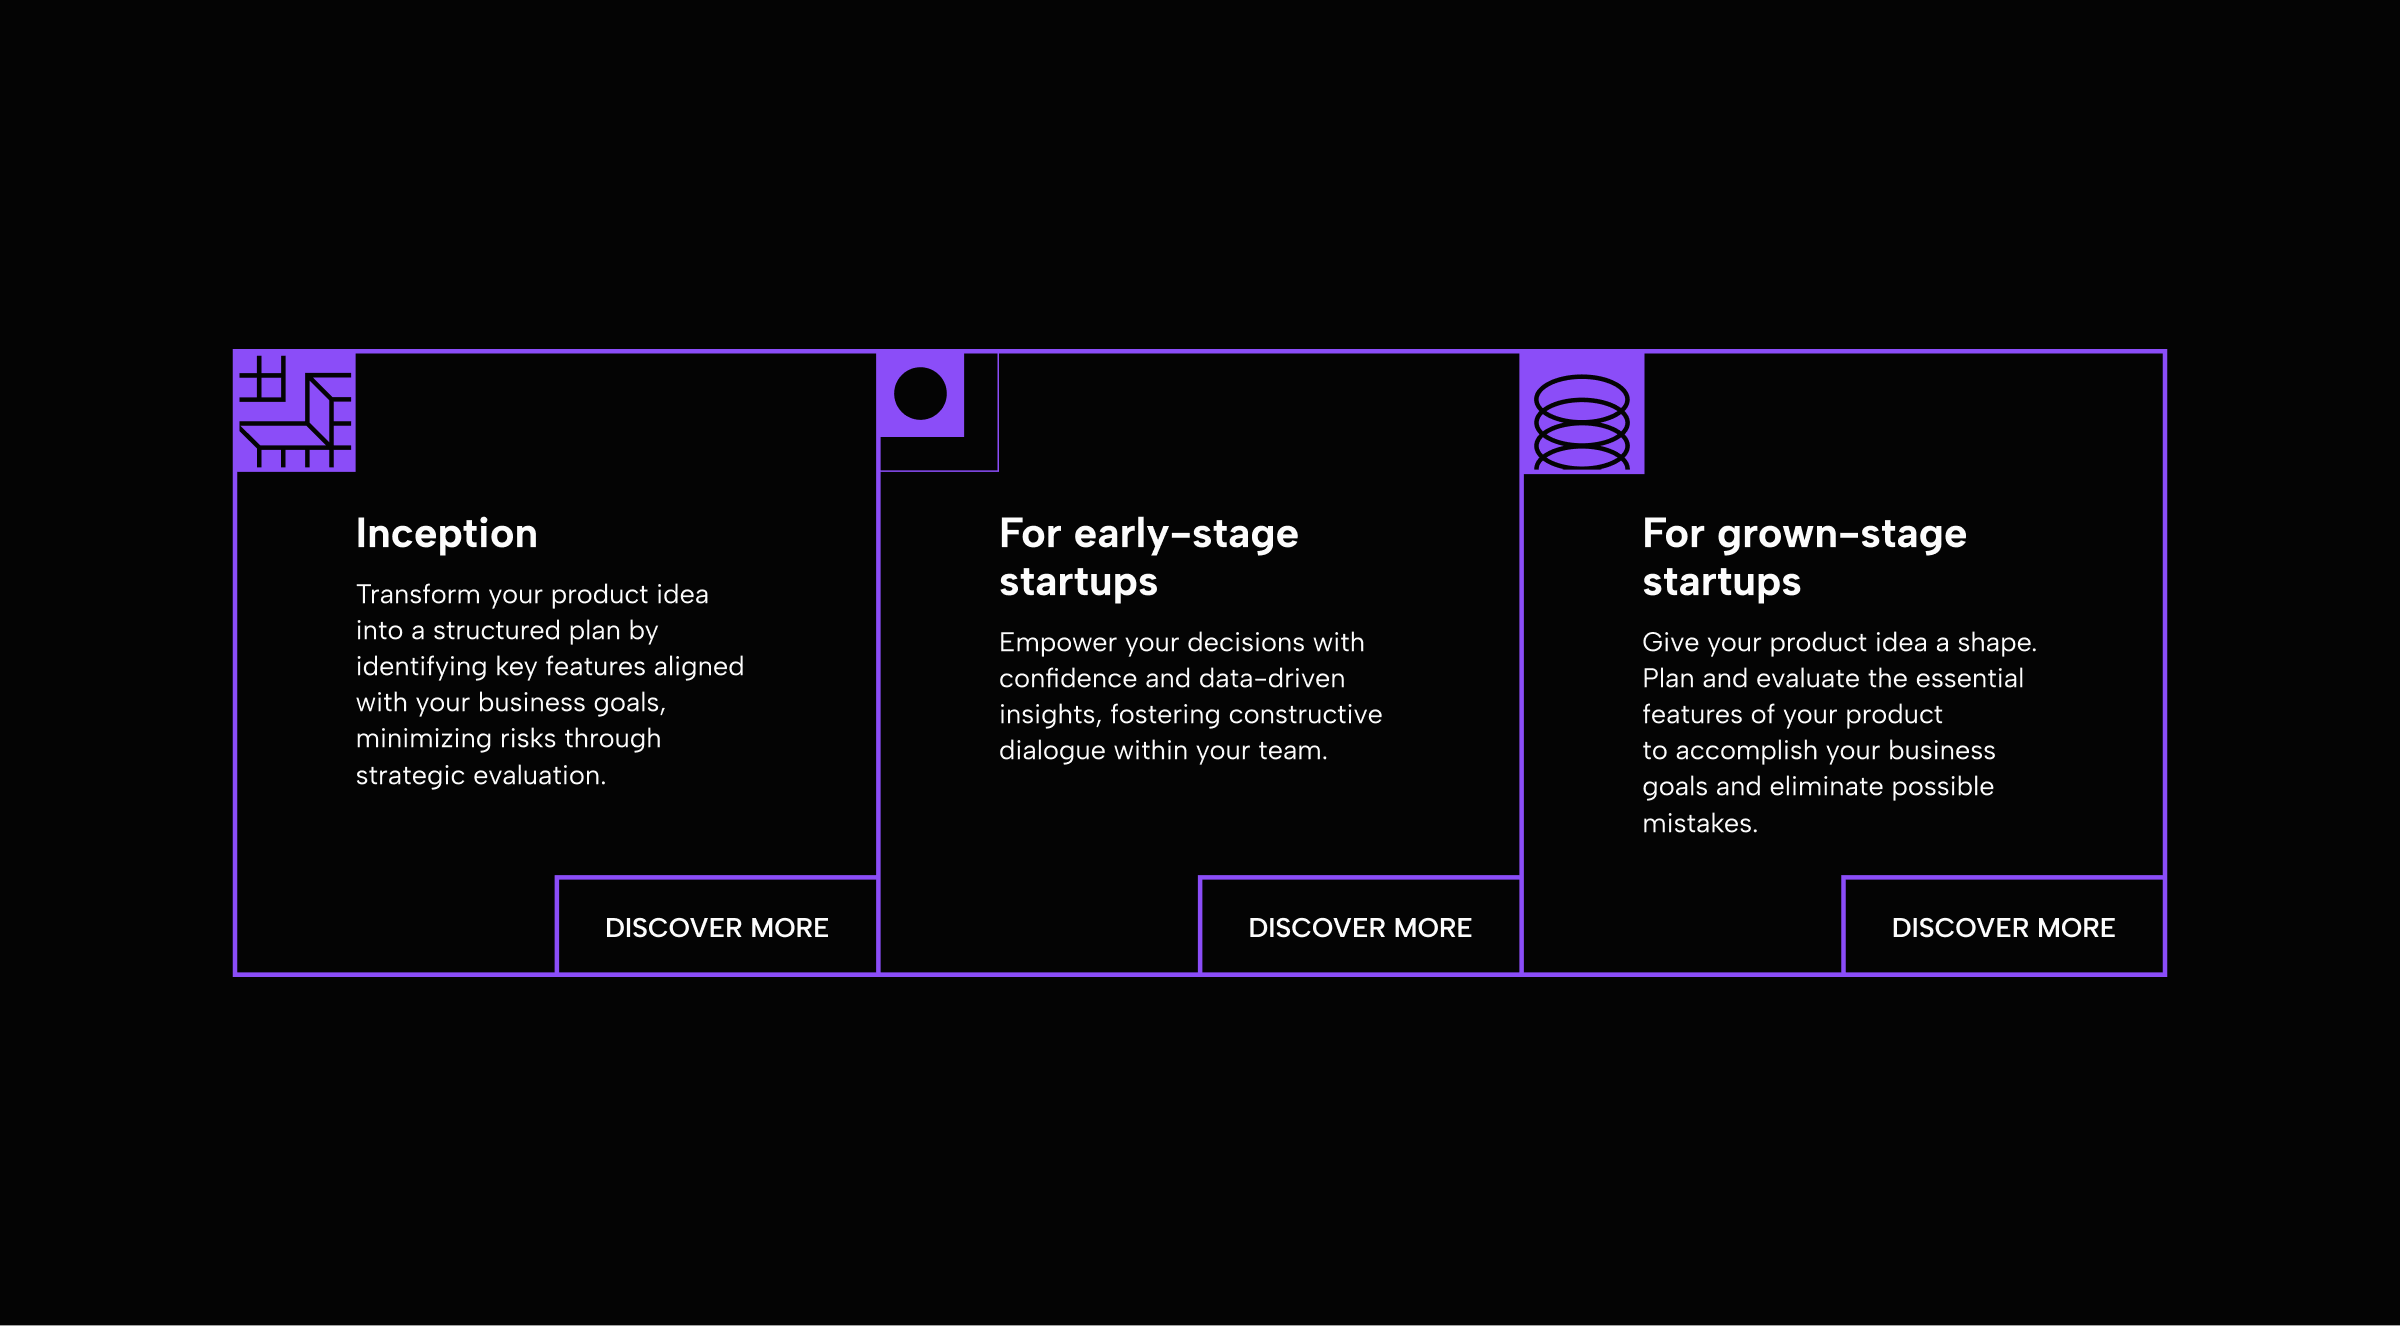 Inception
Transform your product idea
into a structured plan by
identifying key features aligned
with your business goals,
minimizing risks through
strategic evaluation.
DISCOVER MORE
For early-stage
startups
Empower your decisions with
confidence and data-driven
insights, fostering constructive
dialogue within your team.
DISCOVER MORE
For grown-stage
startups
Give your product idea a shape.
Plan and evaluate the essential
features of your product
to accomplish your business
goals and eliminate possible
mistakes.
DISCOVER MORE